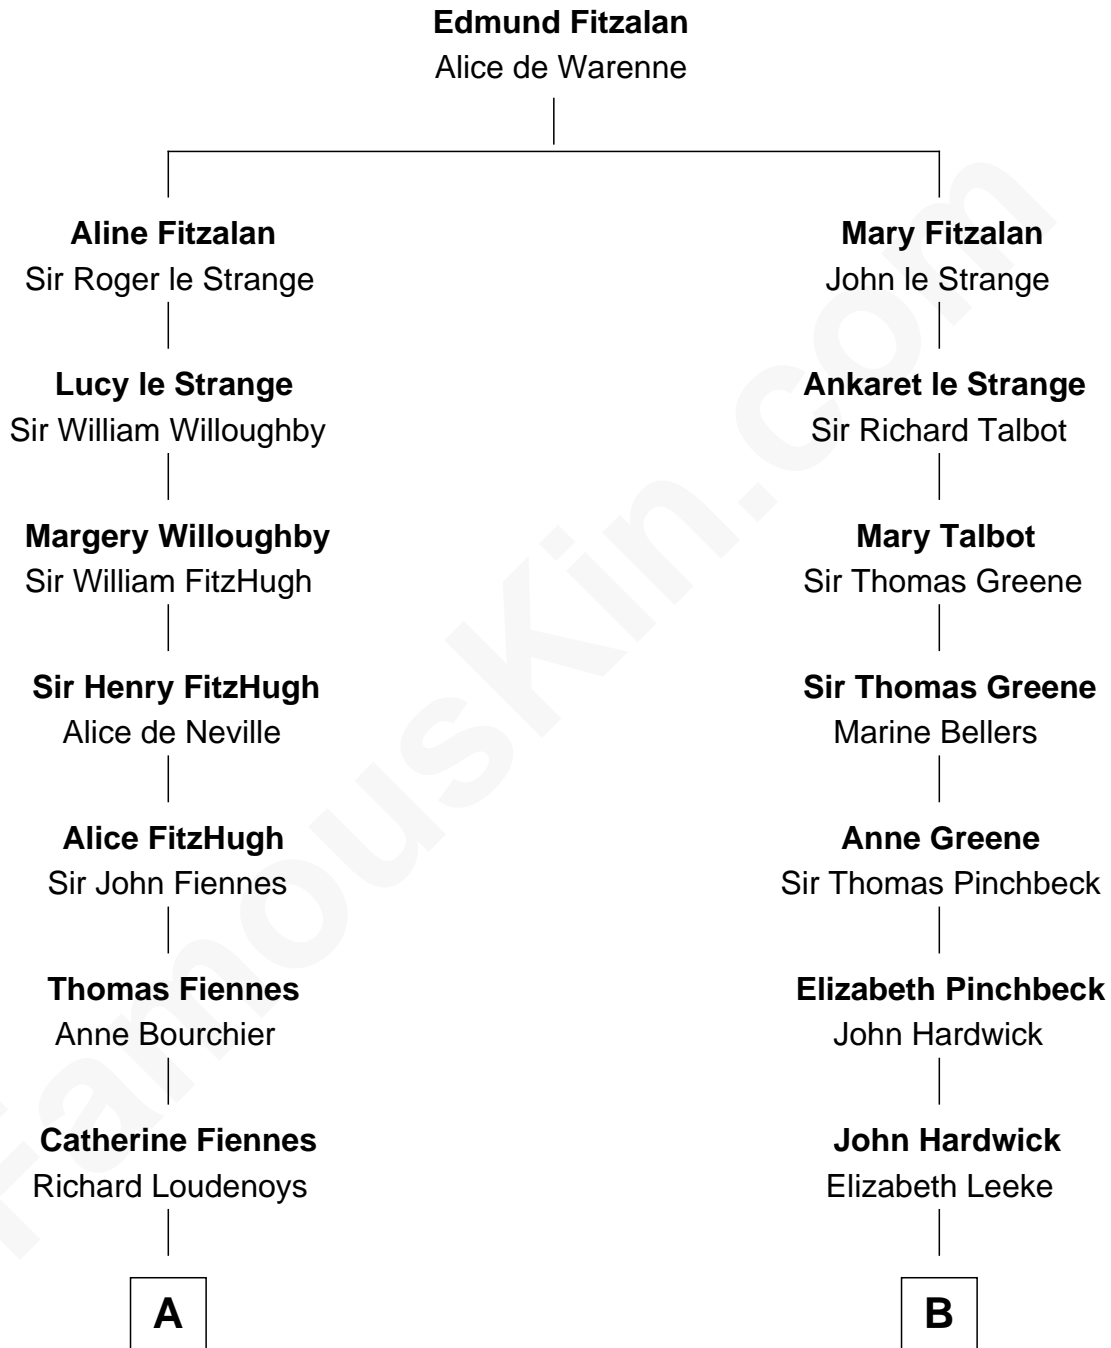 Edmund Fitzalan
Alice de Warenne
Aline Fitzalan
Sir Roger le Strange
Mary Fitzalan
John le Strange
Lucy le Strange
Sir William Willoughby
Ankaret le Strange
Sir Richard Talbot
Margery Willoughby
Sir William FitzHugh
Mary Talbot
Sir Thomas Greene
Sir Henry FitzHugh
Alice de Neville
Sir Thomas Greene
Marine Bellers
Alice FitzHugh
Sir John Fiennes
Anne Greene
Sir Thomas Pinchbeck
Thomas Fiennes
Anne Bourchier
Elizabeth Pinchbeck
John Hardwick
Catherine Fiennes
Richard Loudenoys
John Hardwick
Elizabeth Leeke
A
B
FamousKin.com